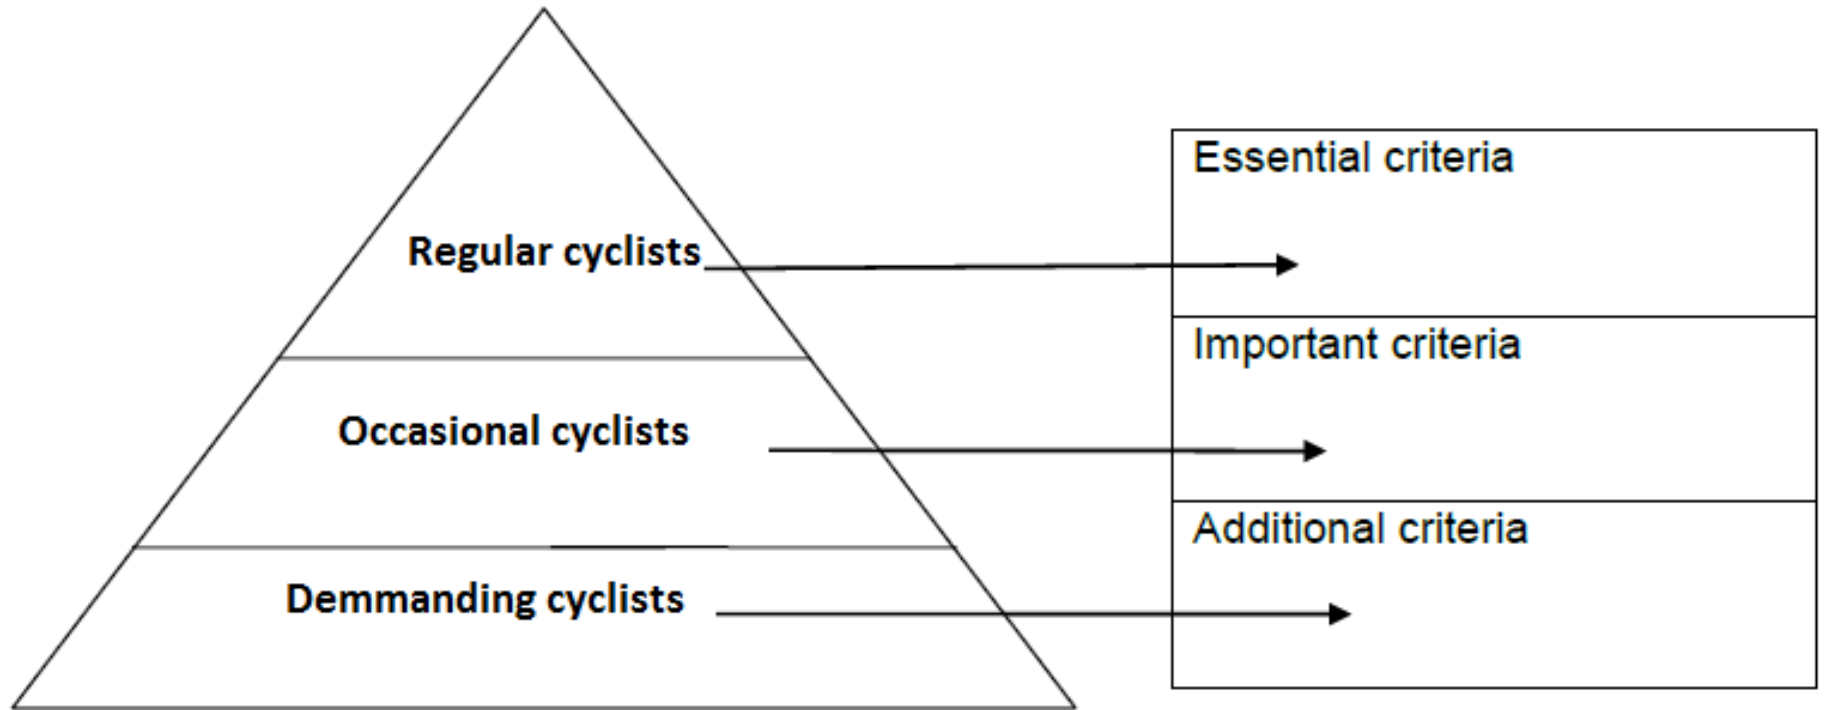 Essential criteria
Regular cyclists
Important criteria
Occasional cyclists
Additional criteria
Demmanding cyclists